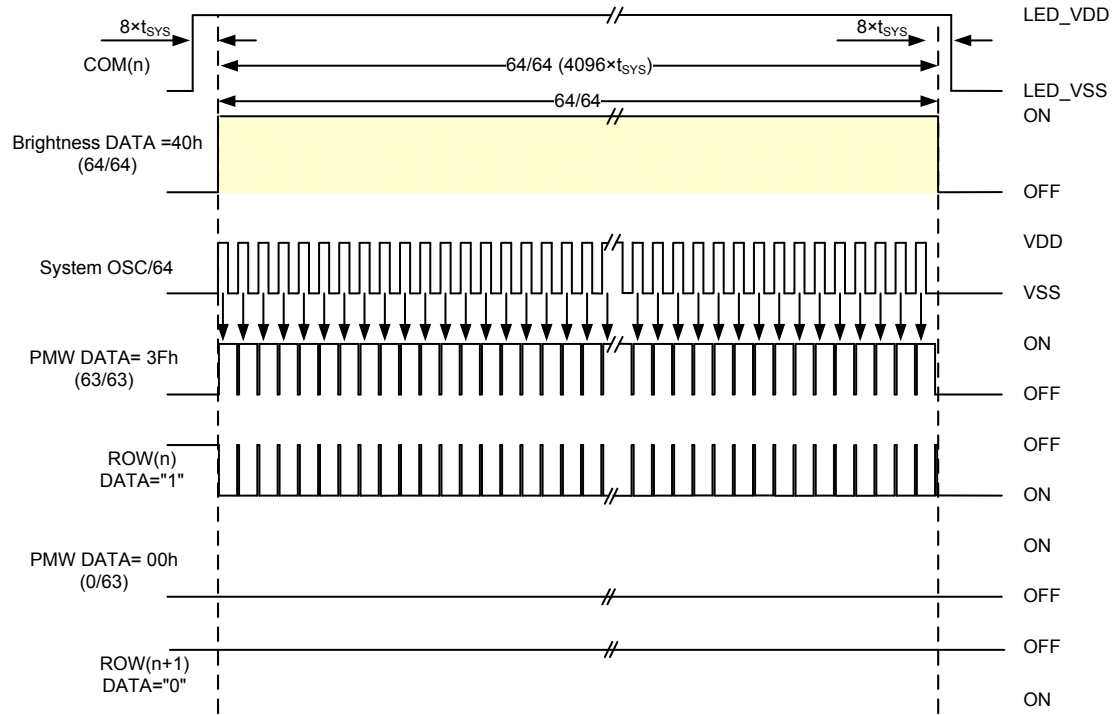 LED_VDD
8×tSYS
8×tSYS
COM(n)
64/64 (4096×tSYS)
LED_VSS
64/64
ON
Brightness DATA =40h
(64/64)
OFF
VDD
System OSC/64
VSS
ON
PMW DATA= 3Fh
(63/63)
OFF
OFF
ROW(n)
DATA="1"
ON
ON
PMW DATA= 00h
(0/63)
OFF
OFF
ROW(n+1)
DATA="0"
ON